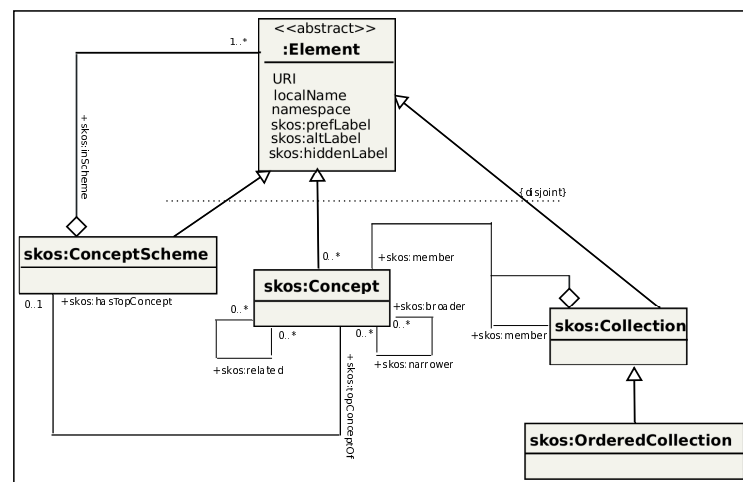 <<abstract>>
:Element
1..*
URI
localName
namespace
skos:prefLabel
skos:altLabel
skos:hiddenLabel
+skos:inScheme
{disjoint}
skos:ConceptScheme
0..*
+skos:member
skos:Concept
0..1
+skos:hasTopConcept
0..*
+skos:broader
0..*
0..*
0..*
+skos:member
skos:Collection
+skos:related
+skos:narrower
+skos:topConceptOf
skos:OrderedCollection